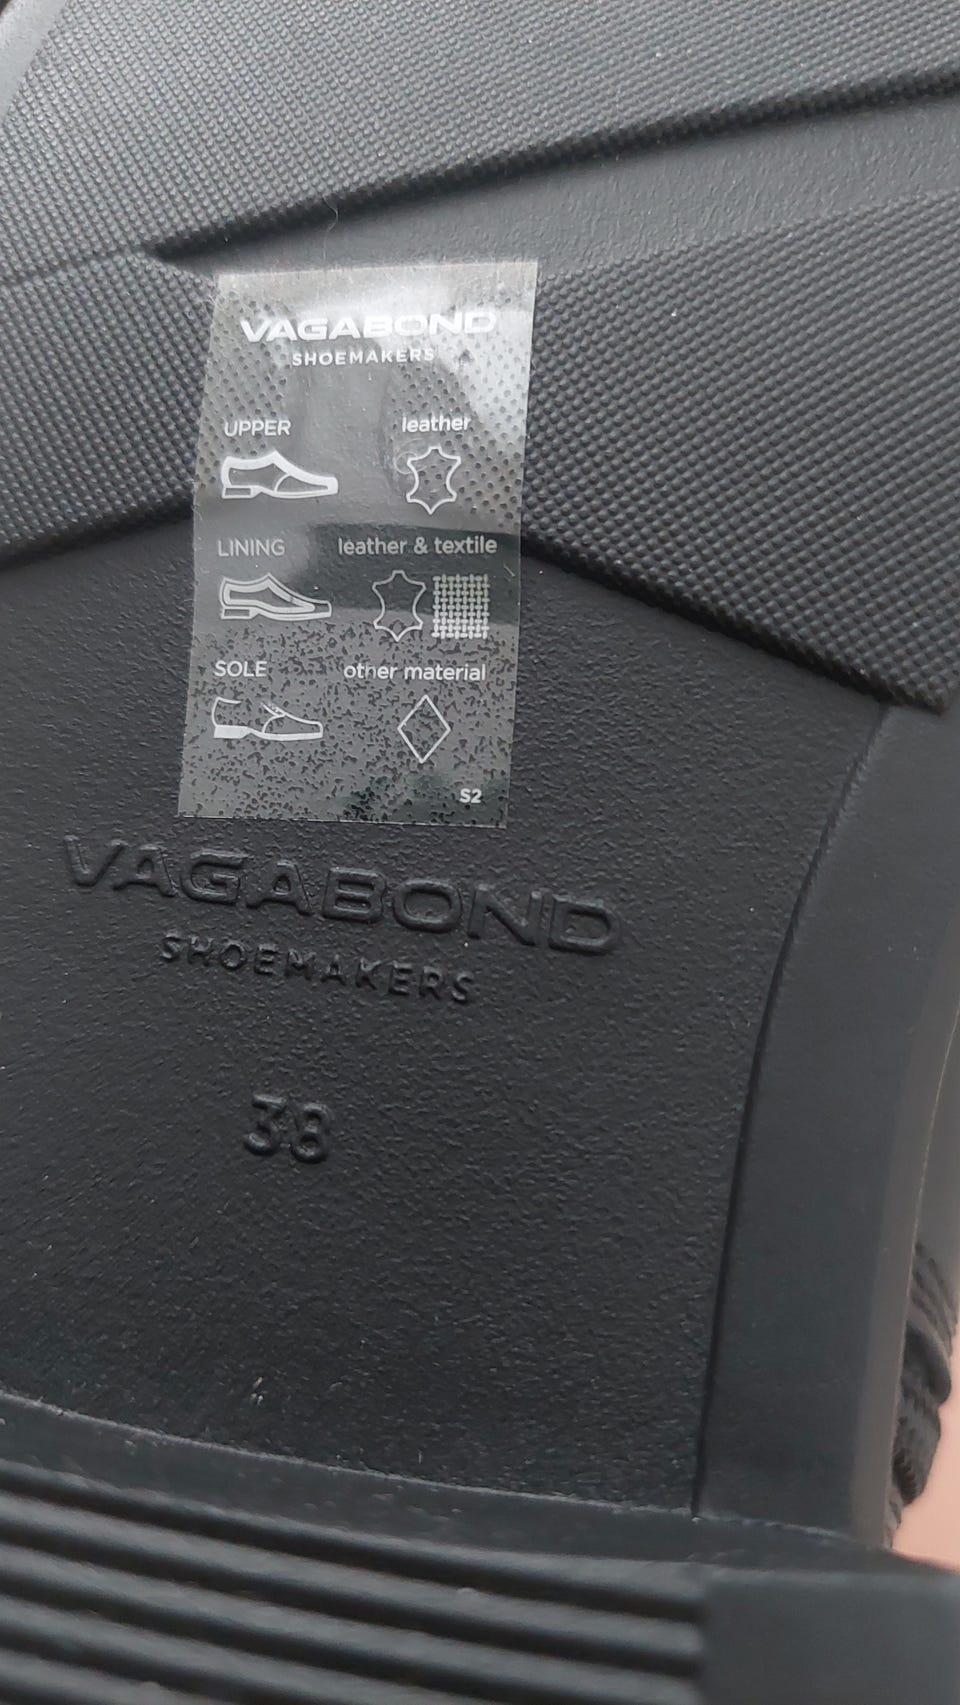 VAGABOND
SHOEMAKERS
UPPER leather
LINING leather & textile
SOLE other material
S2
VAGABOND
SHOEMAKERS
38